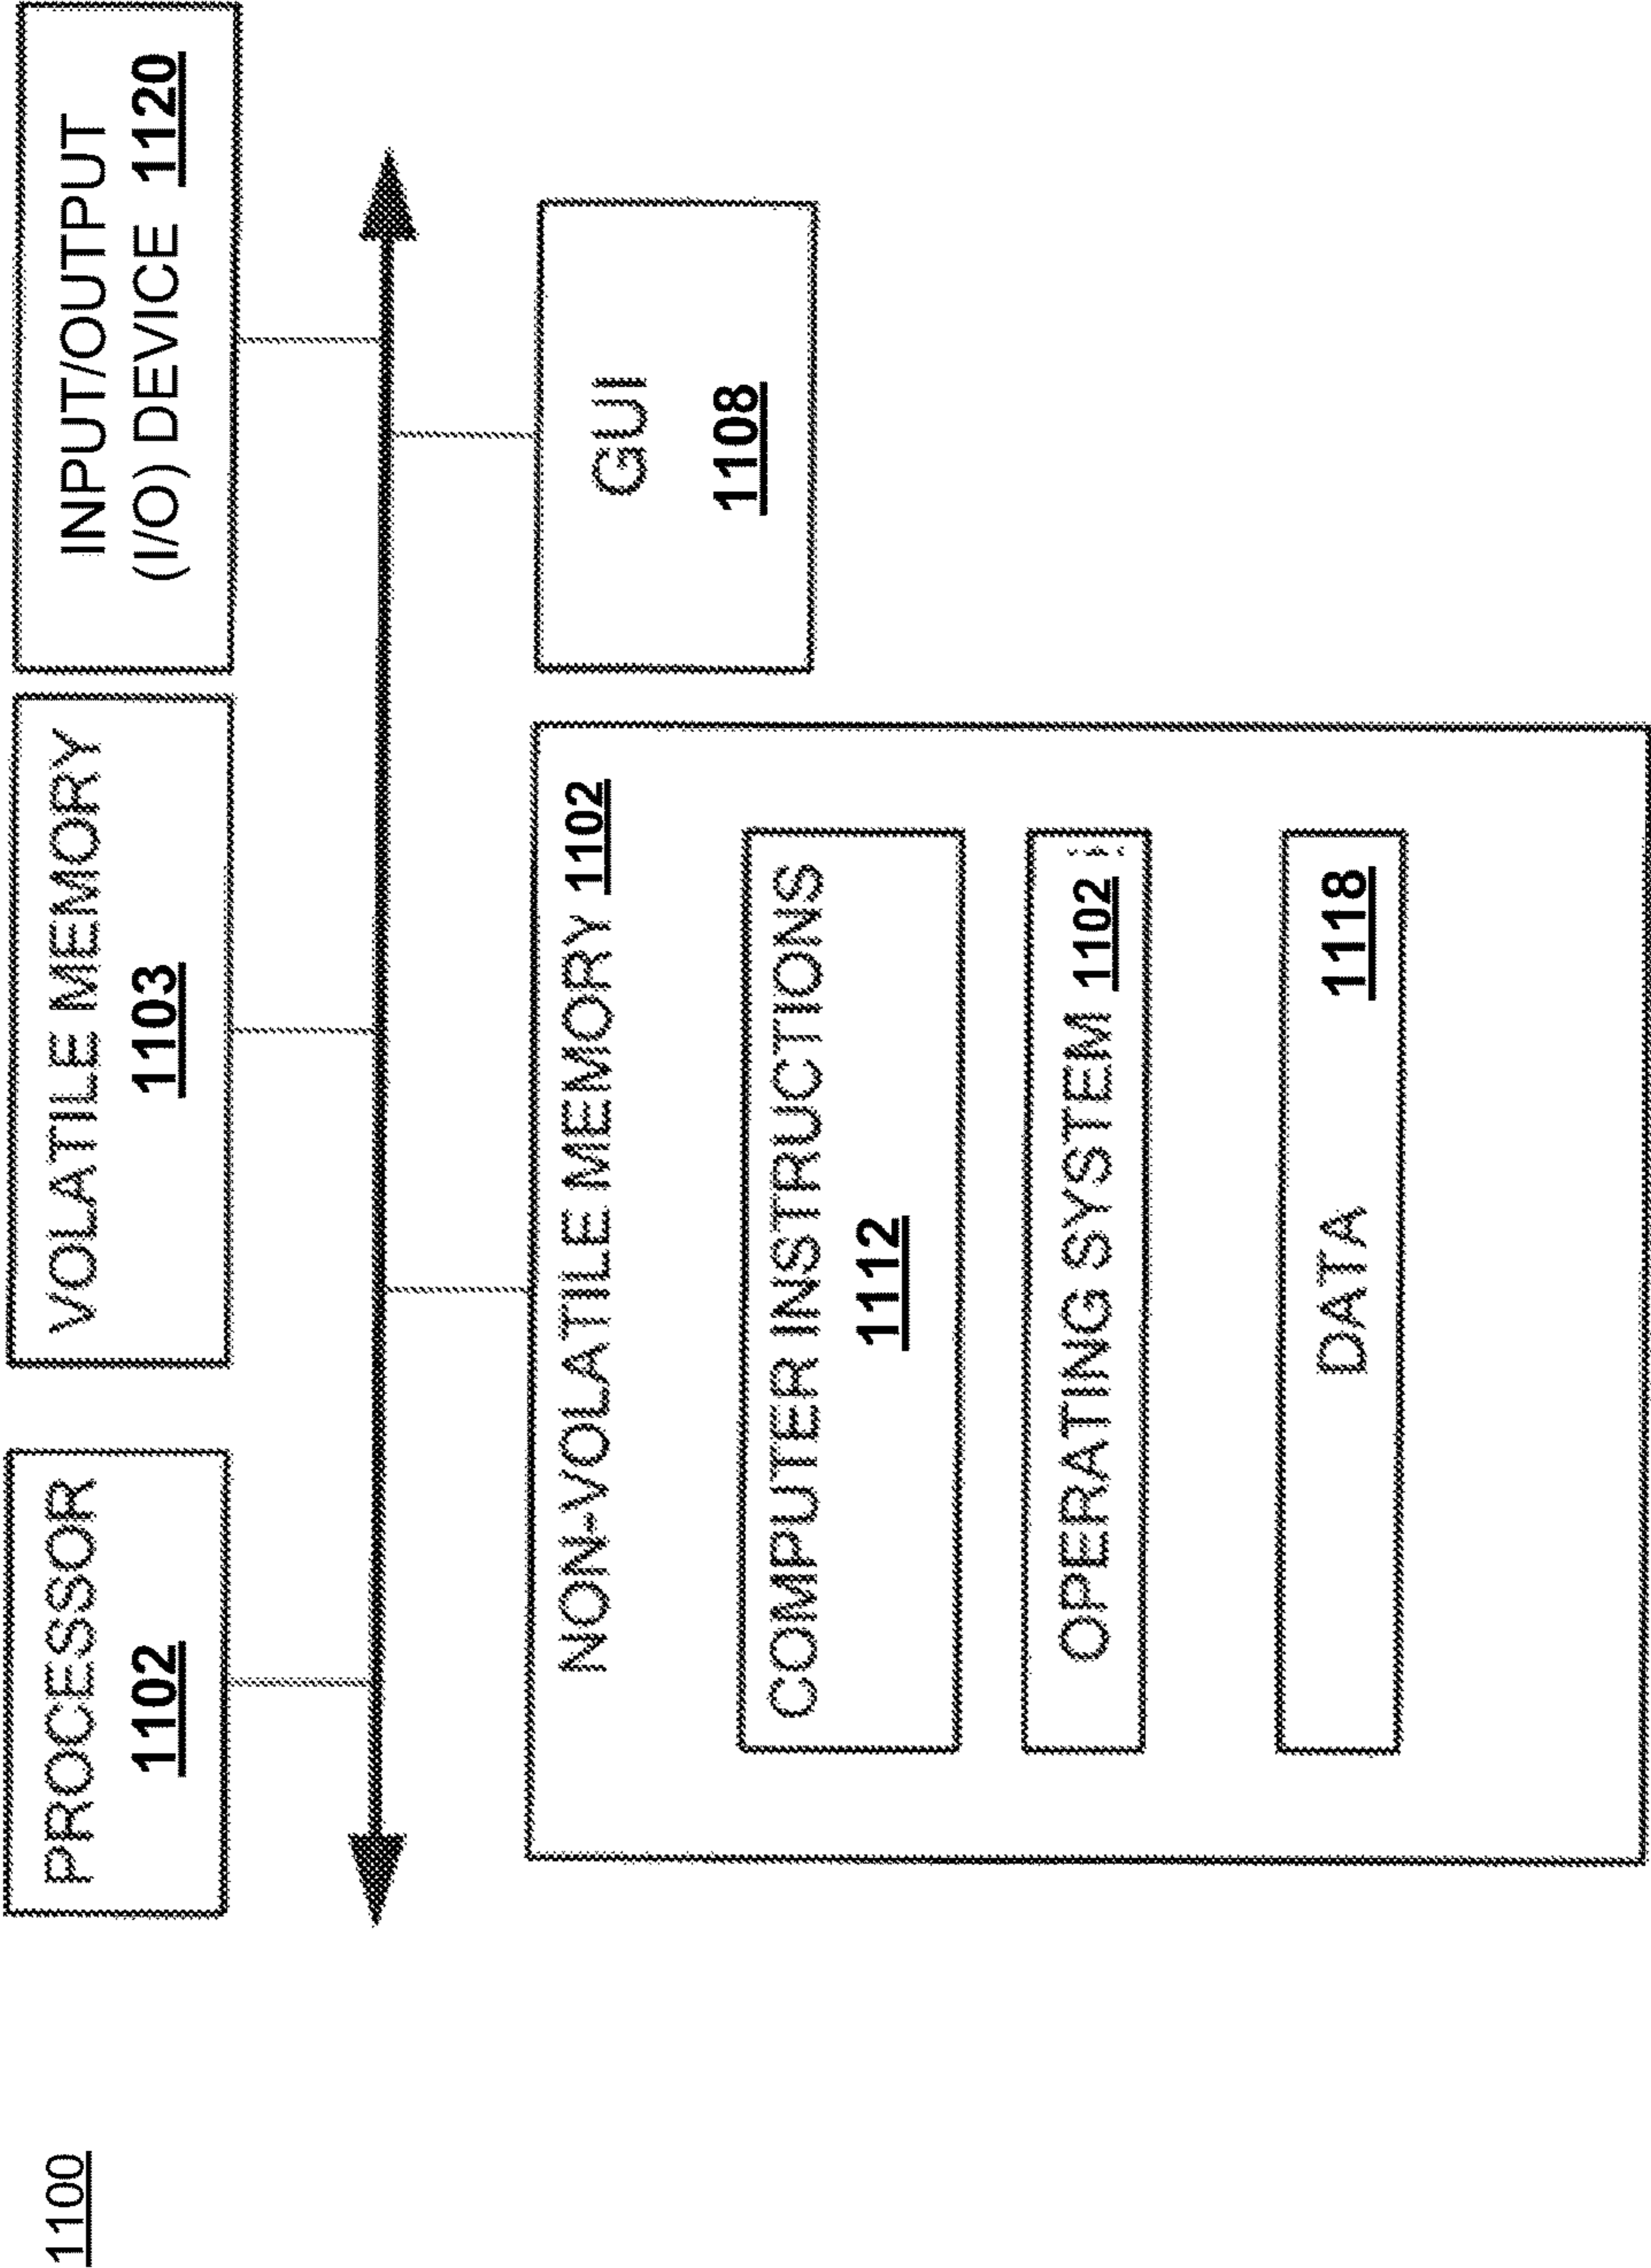 1100
PROCESSOR
1102
VOLATILE MEMORY
1103
INPUT/OUTPUT
(I/O) DEVICE 1120
NON-VOLATILE MEMORY 1102
COMPUTER INSTRUCTIONS
1112
OPERATING SYSTEM 1102
DATA 1118
GUI
1108